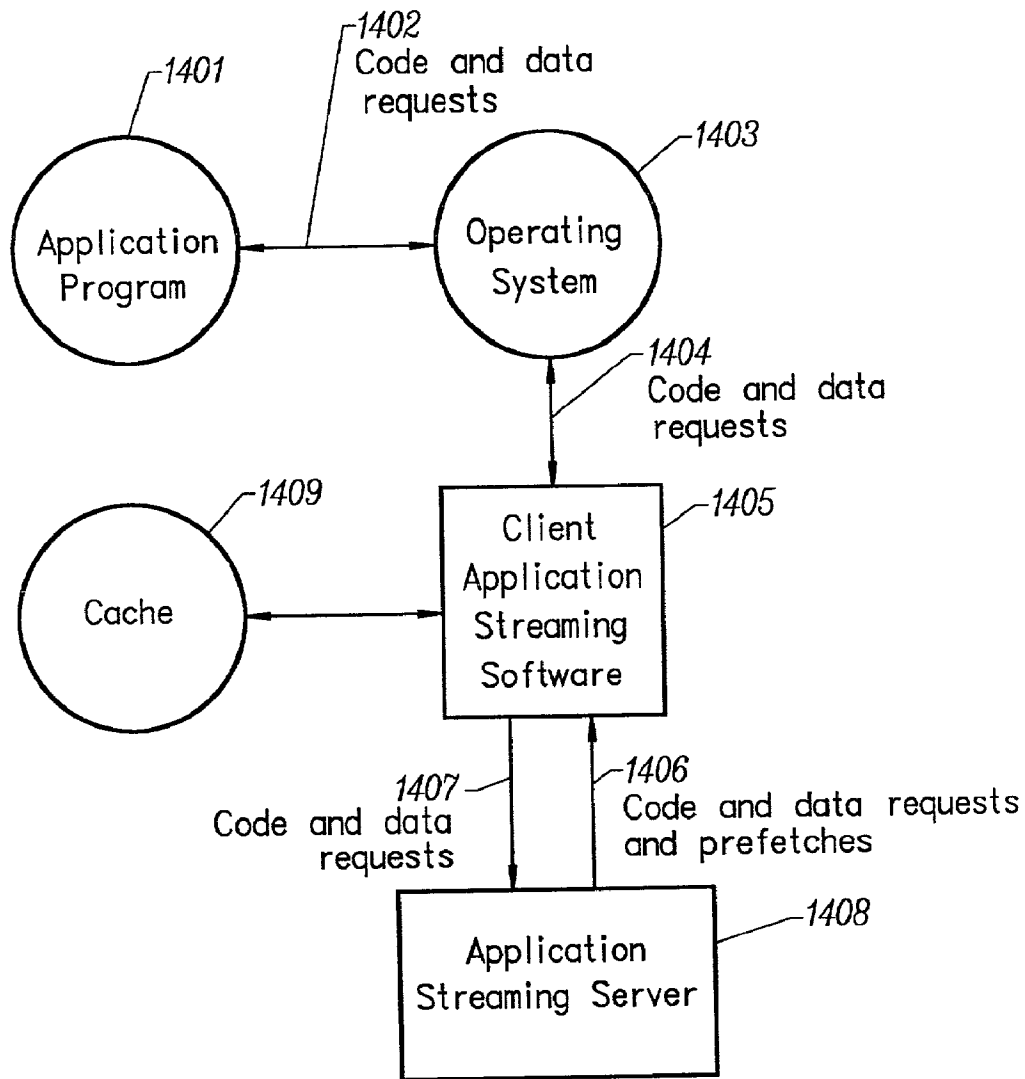 1402
Code and data
requests
1401
1403
Application
Program
Operating
System
1404
Code and data
requests
1409
1405
Cache
Client
Application
Streaming
Software
1407
Code and data
requests
1406
Code and data requests
and prefetches
1408
Application
Streaming Server